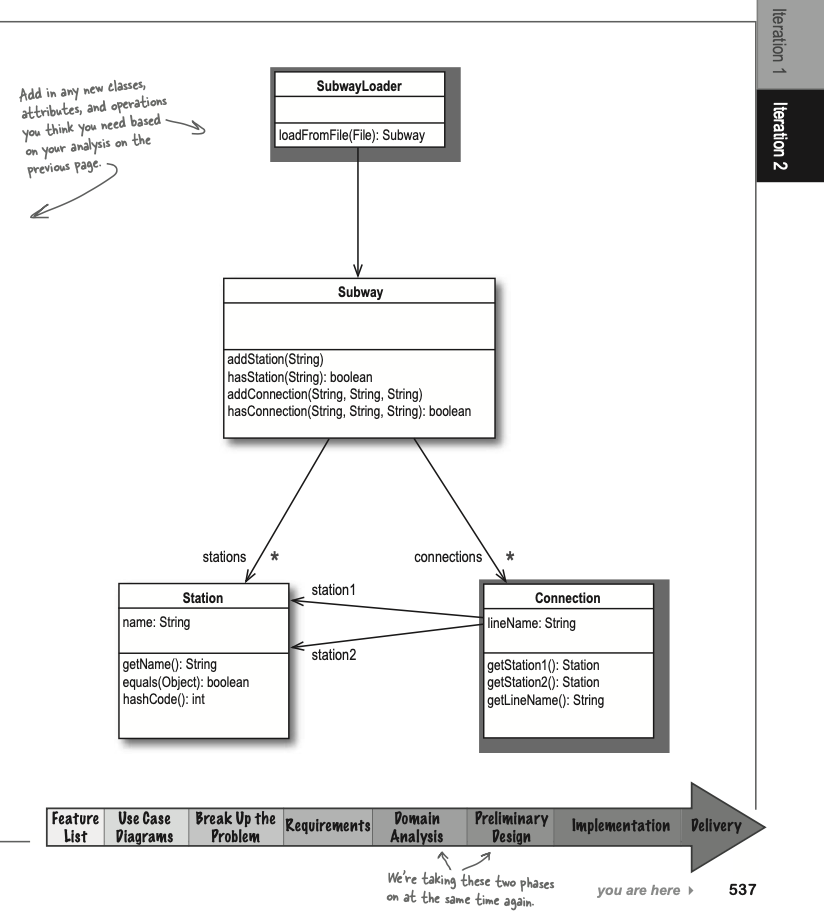 Iteration 1
Iteration 2
Add in any new classes,
attributes, and operations
you think you need based
on your analysis on the
previous page.
SubwayLoader
loadFromFile(File): Subway
Subway
addStation(String)
hasStation(String): boolean
addConnection(String, String, String)
hasConnection(String, String, String): boolean
stations *
connections *
Station
name: String
getName(): String
equals(Object): boolean
hashCode(): int
station1
station2
Connection
lineName: String
getStation1(): Station
getStation2(): Station
getLineName(): String
Feature
List
Use Case
Diagrams
Break Up the
Problem
Requirements
Domain
Analysis
Preliminary
Design
Implementation
Delivery
We're taking these two phases
on at the same time again.
you are here
537